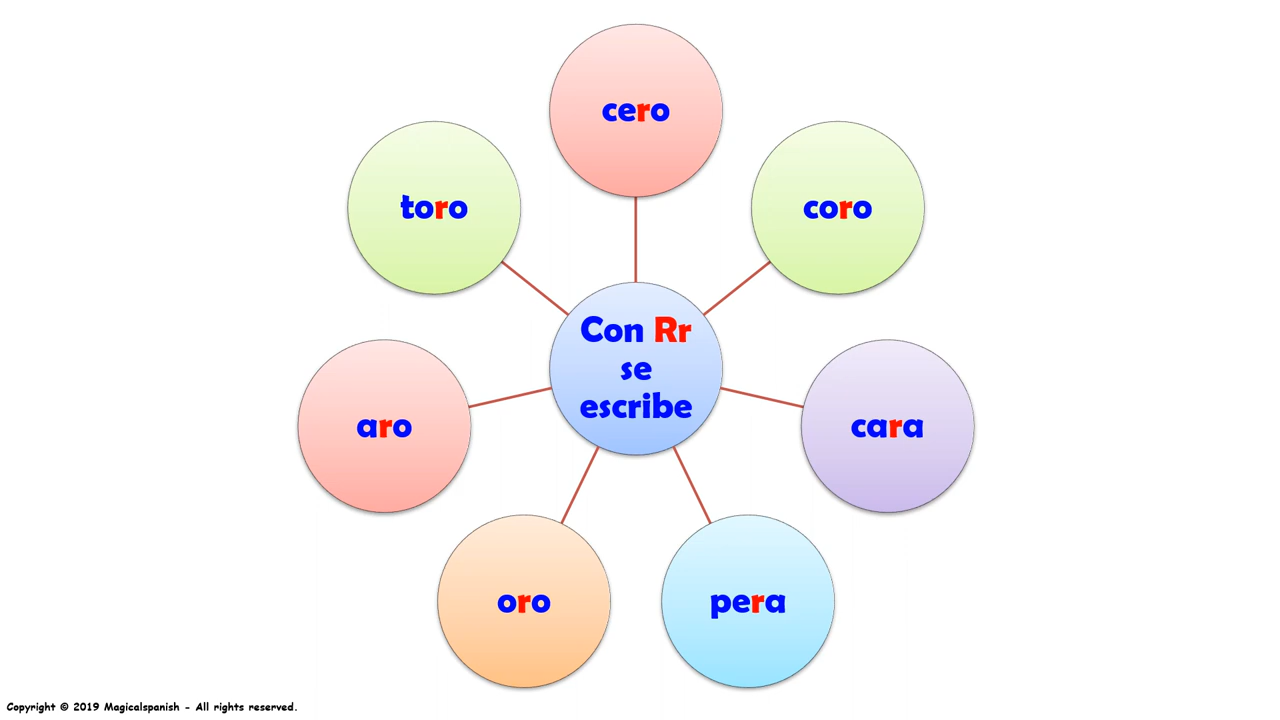 cero
toro
coro
Con Rr
se
escribe
aro
cara
oro
pera
Copyright © 2019 Magicalspanish - All rights reserved.